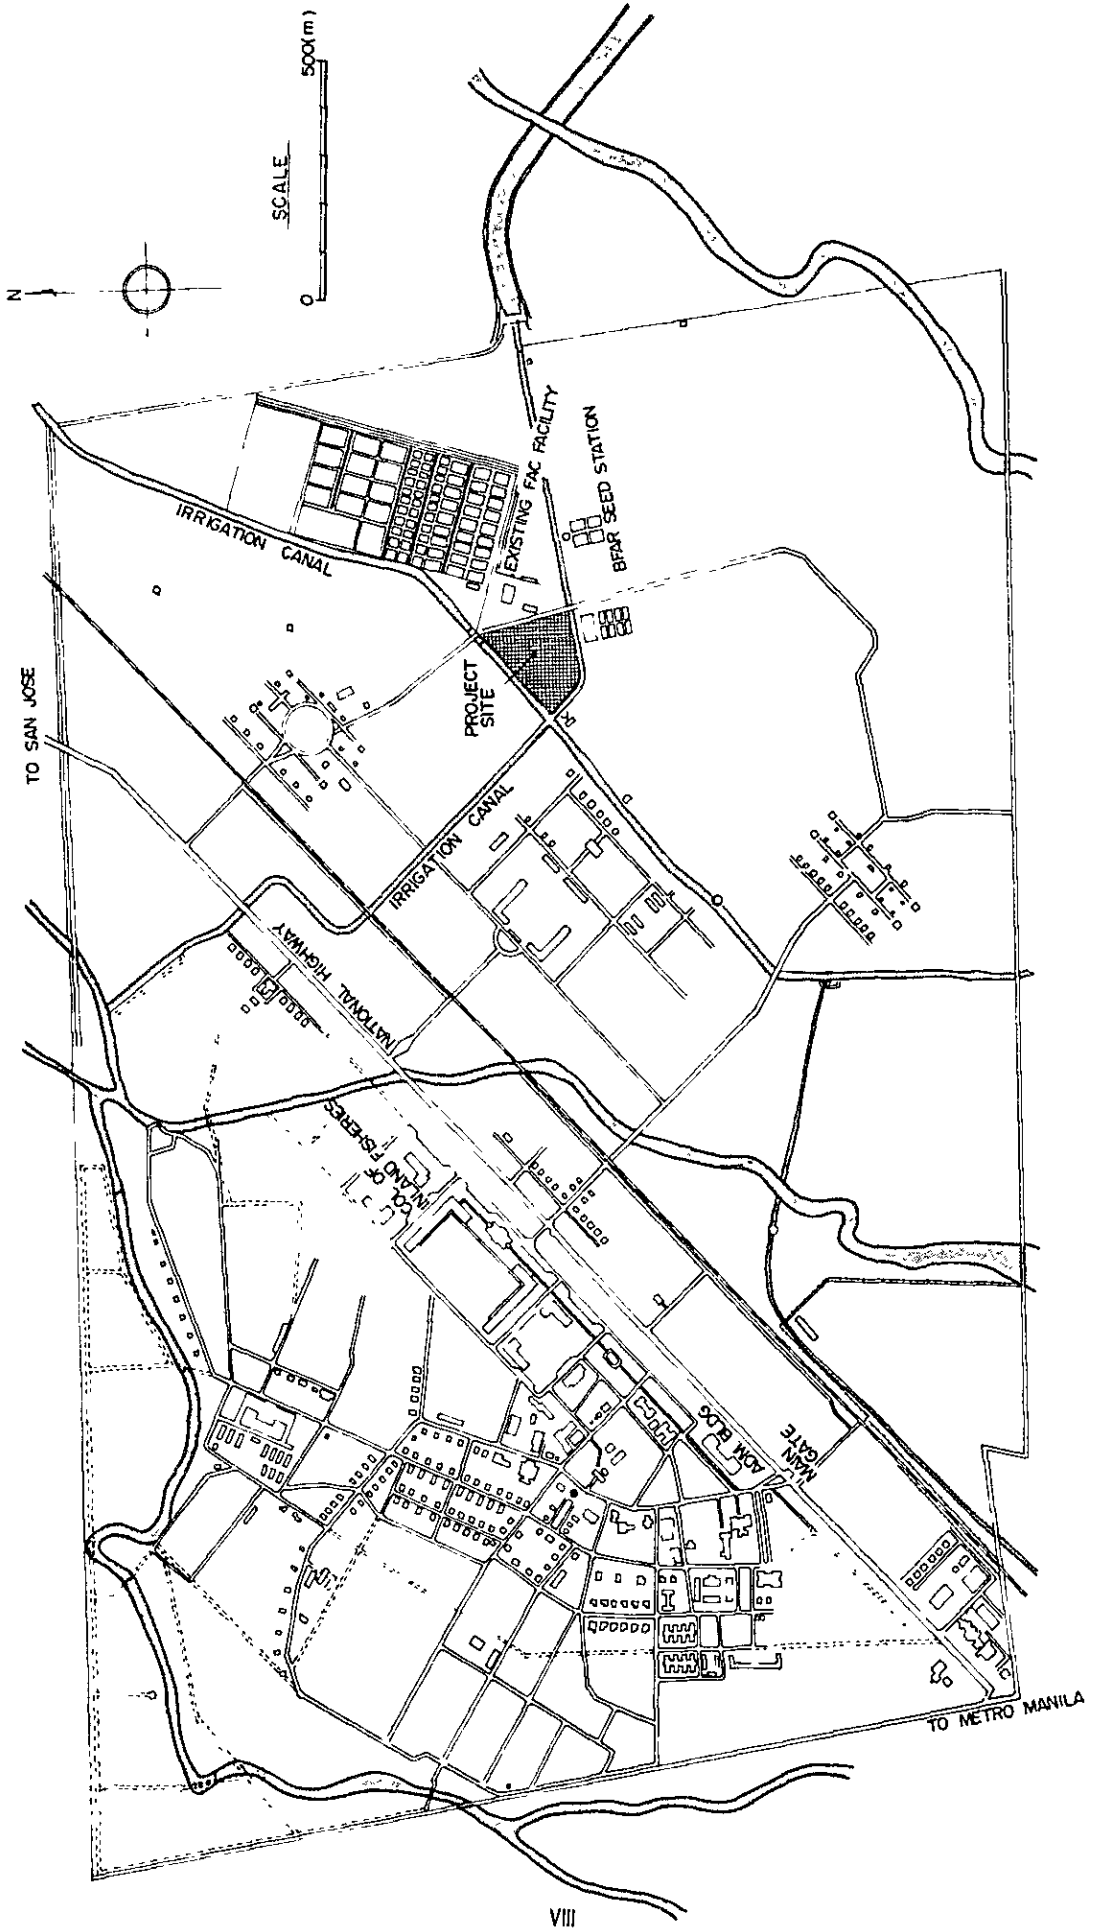 N
SCALE
0 500(m)
TO SAN JOSE
IRRIGATION CANAL
EXISTING FAC FACILITY
BFAR SEED STATION
PROJECT
SITE
IRRIGATION CANAL
NATIONAL HIGHWAY
COL OF
INLAND FISHERIES
ADM BLDG
MAIN
GATE
TO METRO MANILA
VIII